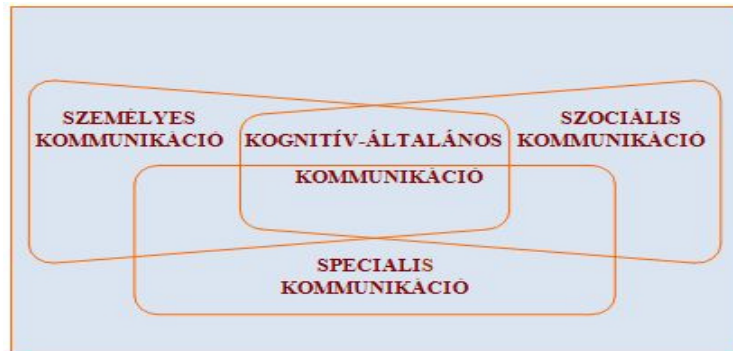 SZEMÉLYES
KOMMUNIKÁCIÓ
KOGNITÍV-ÁLTALÁNOS
KOMMUNIKÁCIÓ
SZOCIÁLIS
KOMMUNIKÁCIÓ
SPECIALIS
KOMMUNIKÁCIÓ